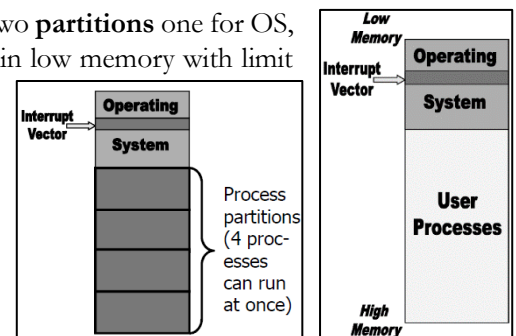 wo partitions one for OS,
in low memory with limit
Interrupt
Vector
Operating
System
Process
partitions
(4 proc-
esses
can run
at once)
Low
Memory
Interrupt
Vector
Operating
System
User
Processes
High
Memory